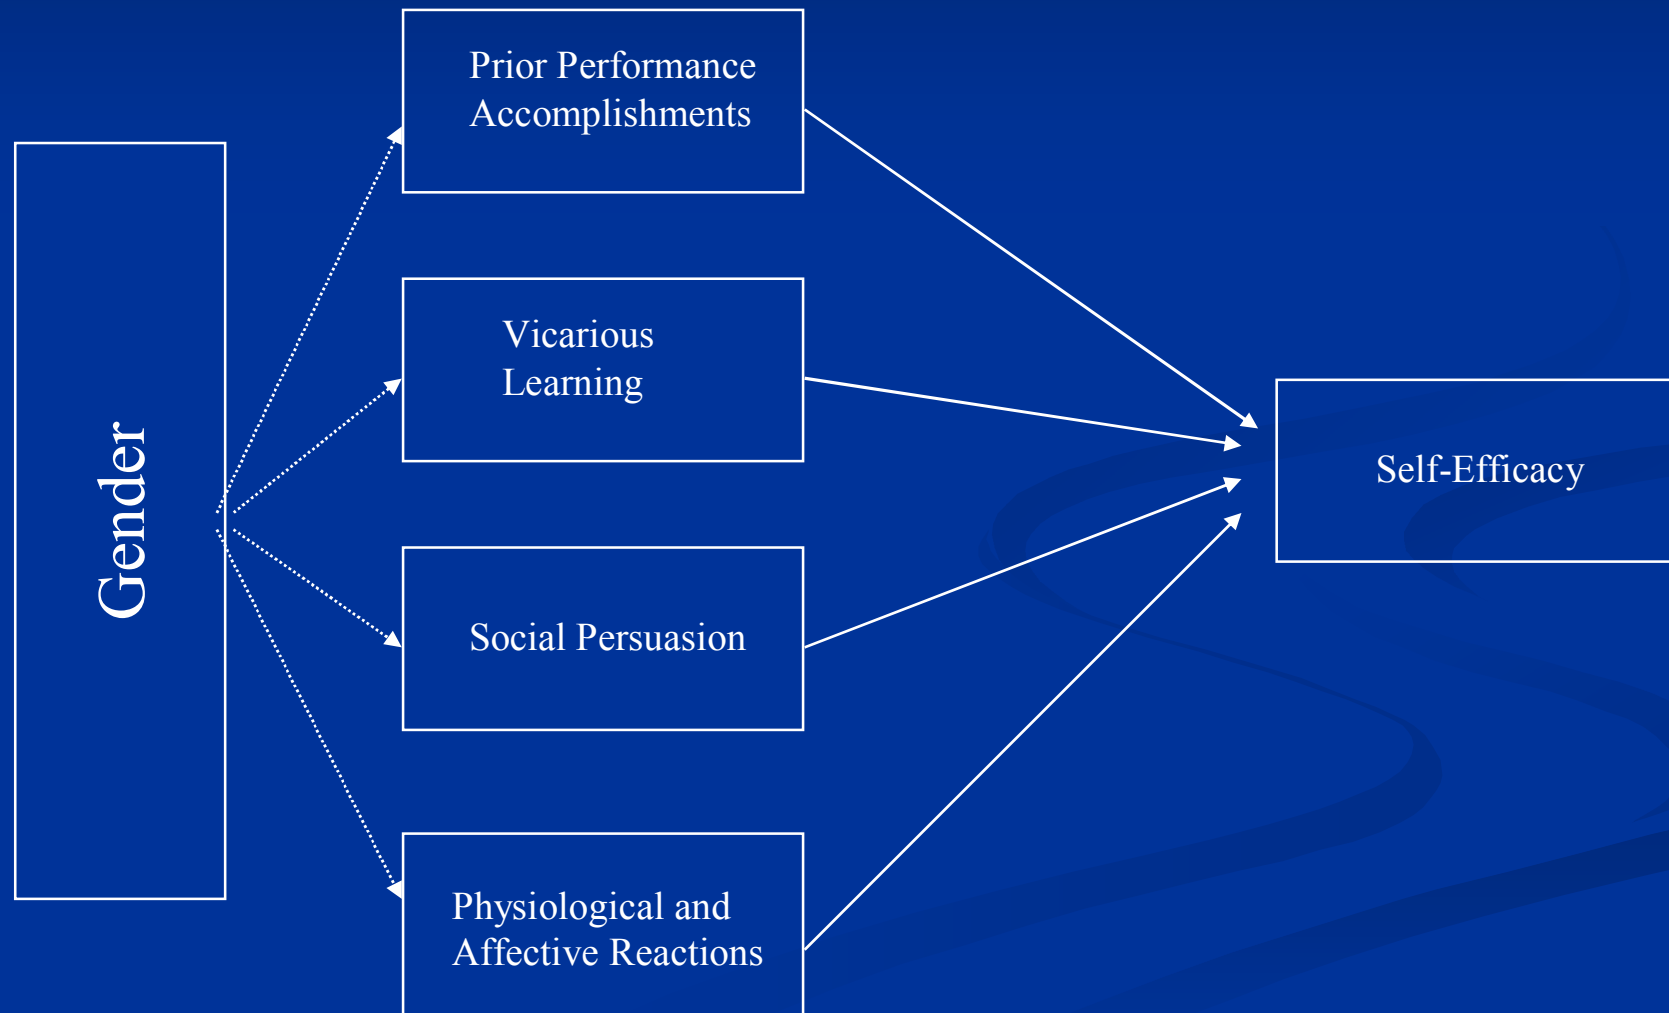 Gender
Prior Performance
Accomplishments
Vicarious
Learning
Social Persuasion
Physiological and
Affective Reactions
Self-Efficacy